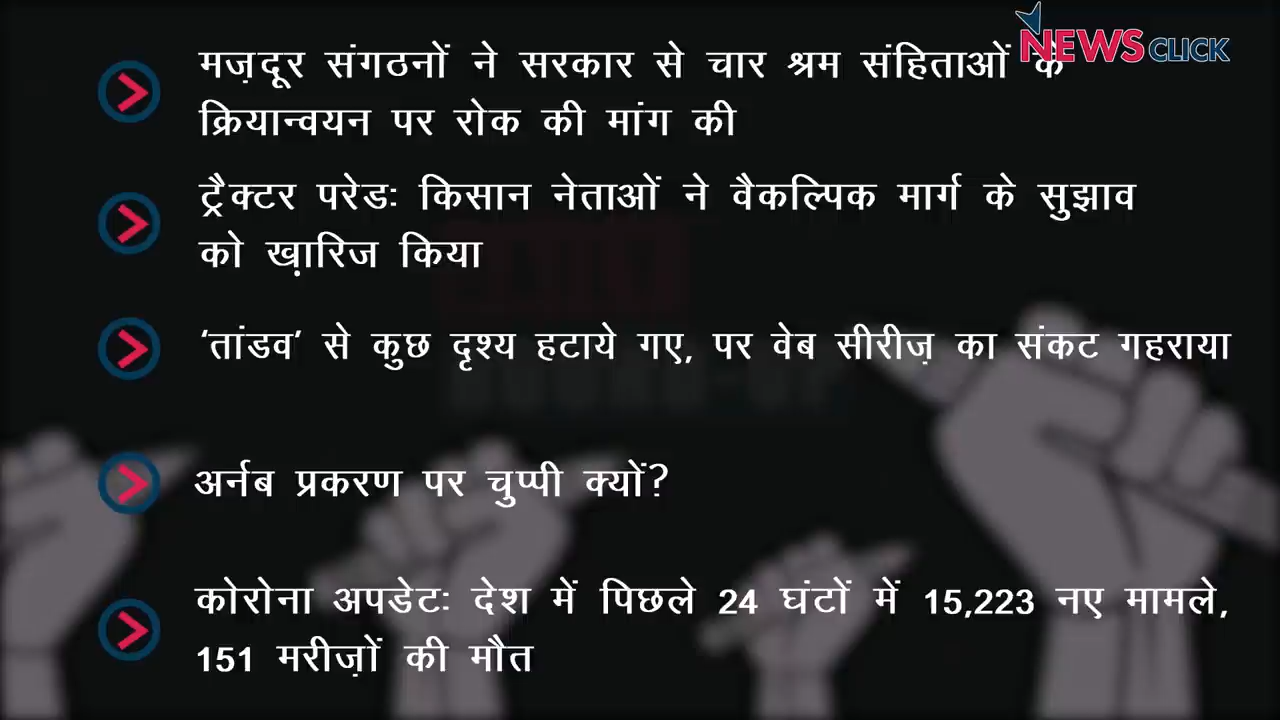 NEWSCLICK
मज़दूर संगठनों ने सरकार से चार श्रम संहिताओं के
क्रियान्वयन पर रोक की मांग की
ट्रैक्टर परेडः किसान नेताओं ने वैकल्पिक मार्ग के सुझाव
को ख़ारिज किया
‘तांडव’ से कुछ दृश्य हटाये गए, पर वेब सीरीज़ का संकट गहराया
अर्नब प्रकरण पर चुप्पी क्यों?
कोरोना अपडेटः देश में पिछले 24 घंटों में 15,223 नए मामले,
151 मरीज़ों की मौत